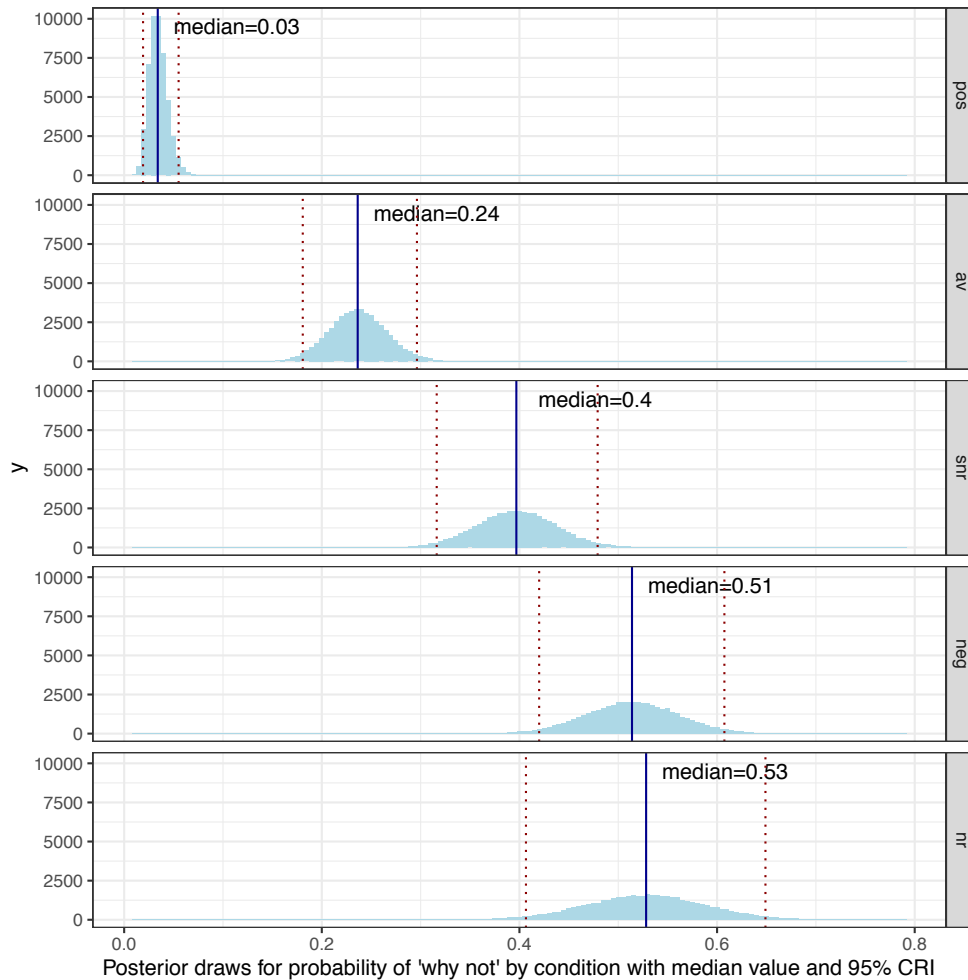 10000
7500
5000
2500
0
median=0.03
pos
10000
7500
5000
2500
0
median=0.24
av
10000
7500
5000
2500
0
median=0.4
snr
y
10000
7500
5000
2500
0
median=0.51
neg
10000
7500
5000
2500
0
median=0.53
nr
0.0 0.2 0.4 0.6 0.8
Posterior draws for probability of 'why not' by condition with median value and 95% CRI